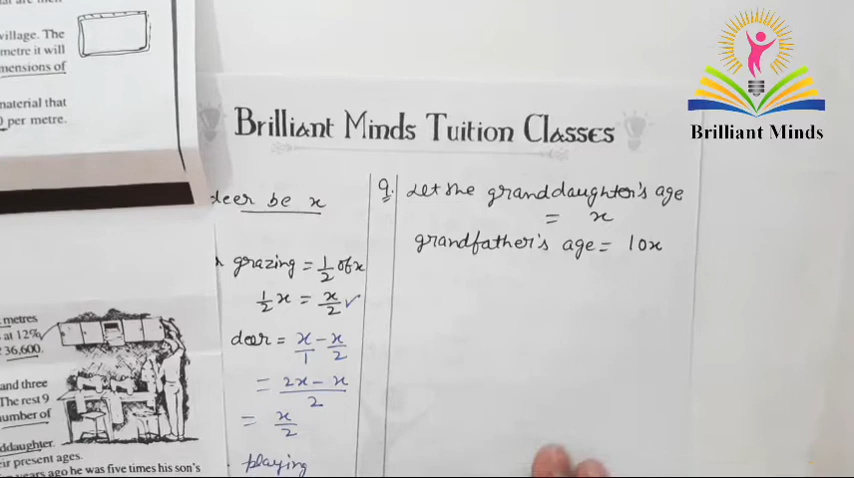 village. The
metre it will
mensions of
material that
per metre.
metres
at 12%
36,600.
and three
The rest 9
number of
ddaughter.
eir present ages.
years ago he was five times his son's
Brilliant Minds Tuition Classes
deer be x
grazing = 1/2 of x
1/2 x = x/2 ✓
deer = x/1 - x/2
= 2x - x / 2
= x/2
playing
9. Let the granddaughter's age
= x
grandfather's age = 10x
Brilliant Minds